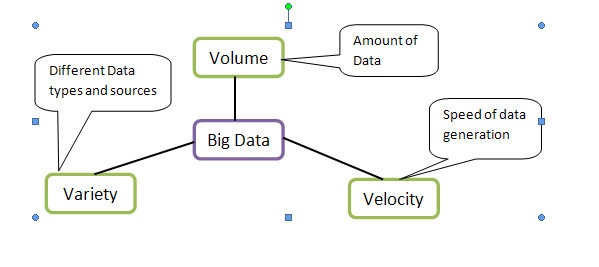 Volume
Amount of
Data
Different Data
types and sources
Big Data
Speed of data
generation
Variety
Velocity